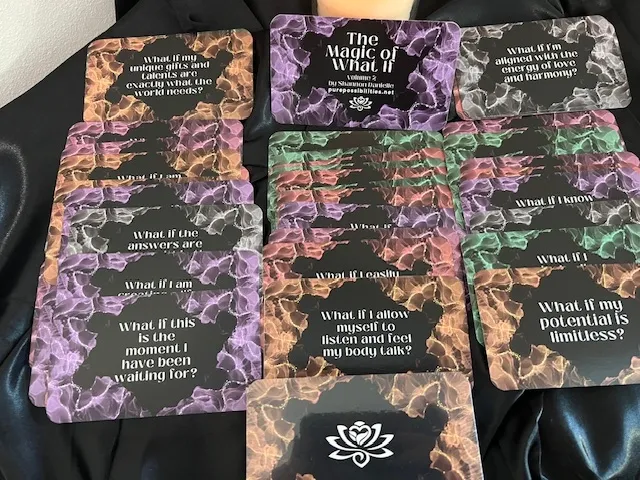 What if my
unique gifts and
talents are
exactly what the
world needs?
The
Magic of
What If
Volume 2
by Shannon Danielle
purepossibilities.net
What if I'm
aligned with the
energy of love
and harmony?
What if I am
What if the
answers are
What if I am
What if this
is the
moment I
have been
waiting for?
What if I
What if I easily
What if I allow
myself to
listen and feel
my body talk?
What if I know
What if I
What if my
potential is
limitless?